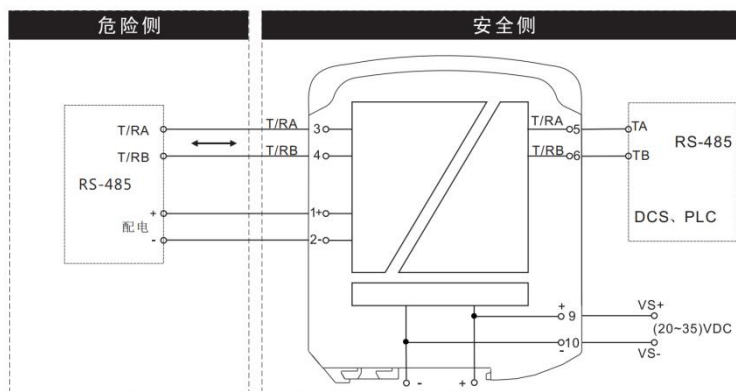 危险侧
安全侧
T/RA
T/RB
RS-485
+
配电
-
T/RA
T/RB
3
4
1+
2-
T/RA
T/RB
5
6
TA
TB
RS-485
DCS、PLC
+
9
10
-
VS+
(20~35)VDC
VS-
-
+